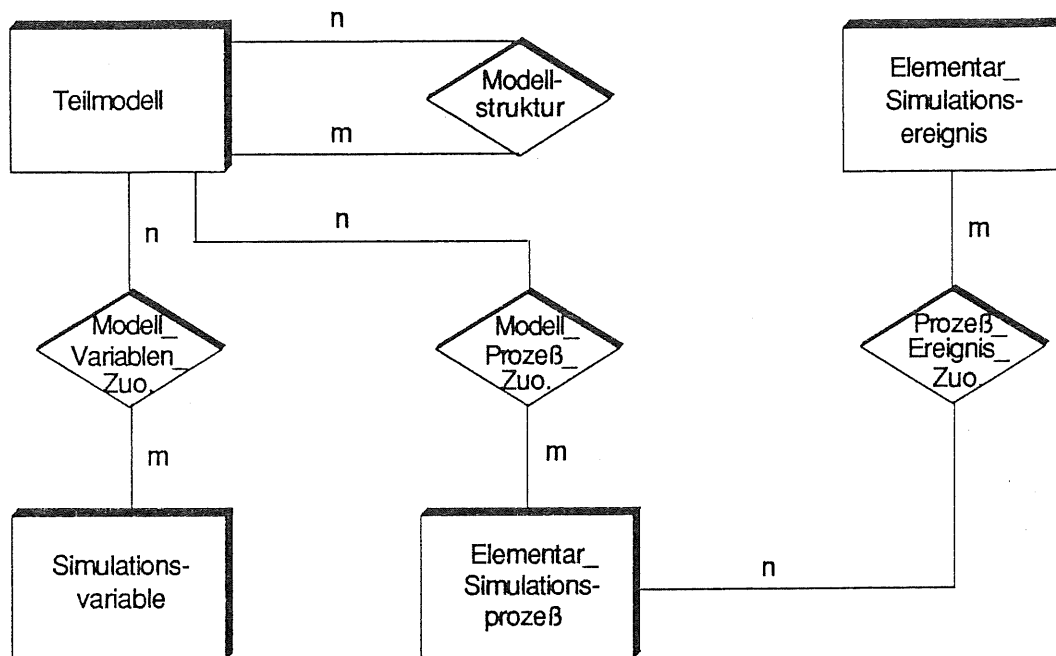 n
Teilmodell
Modell-
struktur
m
Elementar_
Simulations-
ereignis
n
n
m
Modell_
Variablen_
Zuo.
Modell_
Prozeß_
Zuo.
Prozeß_
Ereignis_
Zuo.
m
m
Simulations-
variable
Elementar_
Simulations-
prozeß
n